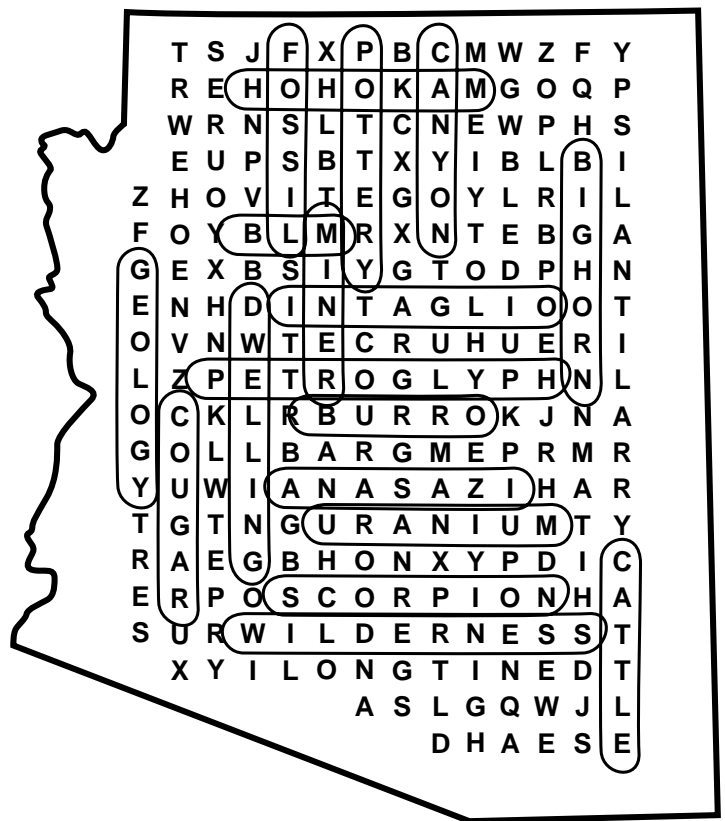 T S J F X P B C M W Z F Y
R E H O H O K A M G O Q P
W R N S L T C N E W P H S
E U P S B T X Y I B L B I
Z H O V I T E G O Y L R I L
F O Y B L M R X N T E B G A
G E X B S I Y G T O D P H N
E N H D I N T A G L I O O T
O V N W T E C R U H U E R I
L Z P E T R O G L Y P H N L
O C K L R B U R R O K J N A
G O L L B A R G M E P R M R
Y U W I A N A S A Z I H A R
T G T N G U R A N I U M T Y
R A E G B H O N X Y P D I C
E R P O S C O R P I O N H A
S U R W I L D E R N E S S T
X Y I L O N G T I N E D T
A S L G Q W J L
D H A E S E